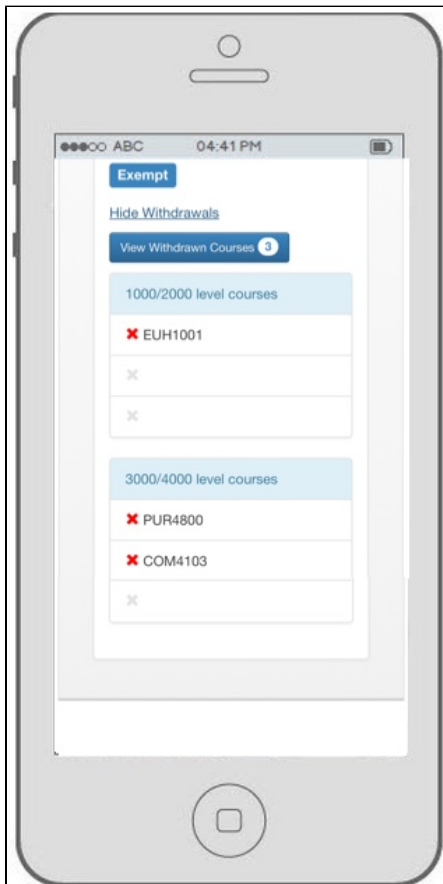 ABC 04:41 PM
Exempt
Hide Withdrawals
View Withdrawn Courses 3
1000/2000 level courses
EUH1001
3000/4000 level courses
PUR4800
COM4103